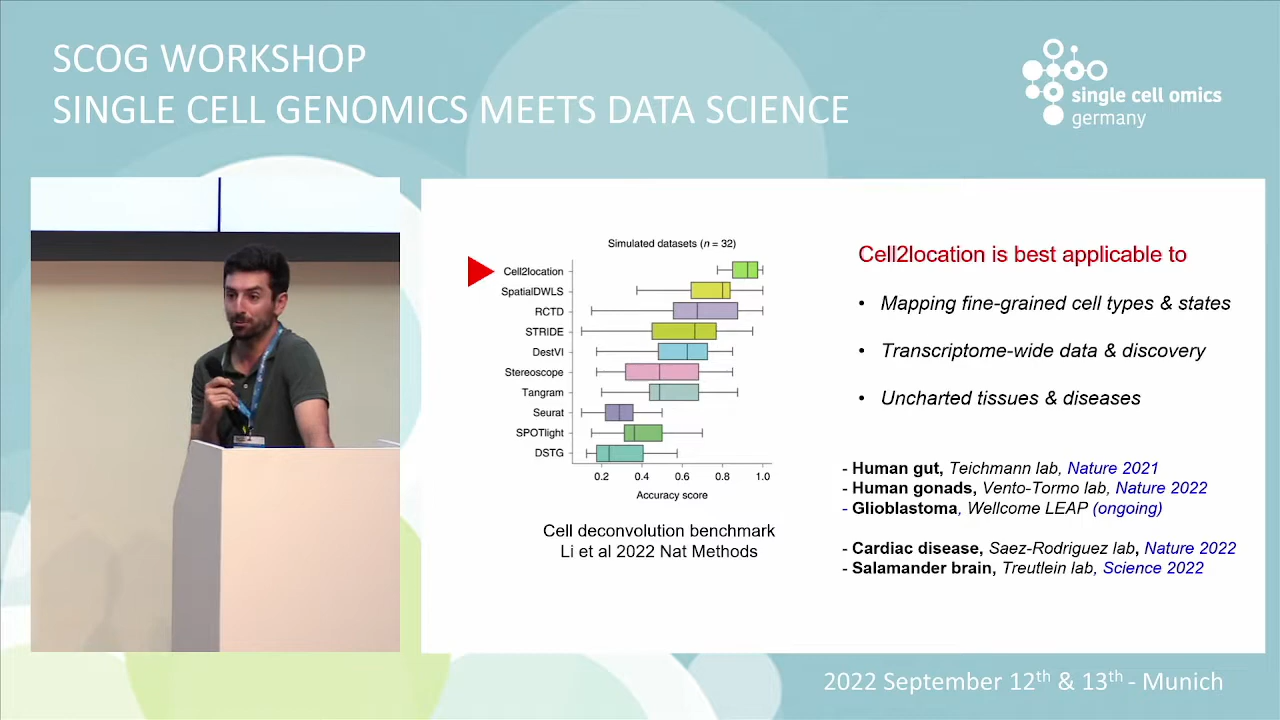 SCOG WORKSHOP
SINGLE CELL GENOMICS MEETS DATA SCIENCE
single cell omics
germany
Simulated datasets (n = 32)
Cell2location
SpatialDWLS
RCTD
STRIDE
DestVI
Stereoscope
Tangram
Seurat
SPOTlight
DSTG
0.2 0.4 0.6 0.8 1.0
Accuracy score
Cell deconvolution benchmark
Li et al 2022 Nat Methods
Cell2location is best applicable to
• Mapping fine-grained cell types & states
• Transcriptome-wide data & discovery
• Uncharted tissues & diseases
- Human gut, Teichmann lab, Nature 2021
- Human gonads, Vento-Tormo lab, Nature 2022
- Glioblastoma, Wellcome LEAP (ongoing)
- Cardiac disease, Saez-Rodriguez lab, Nature 2022
- Salamander brain, Treutlein lab, Science 2022
2022 September 12th & 13th - Munich